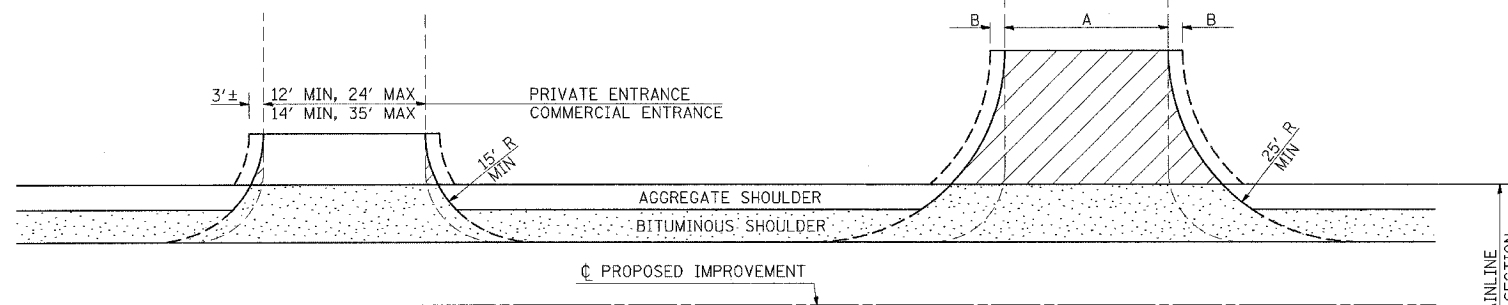 B A B
3'± 12' MIN, 24' MAX PRIVATE ENTRANCE
14' MIN, 35' MAX COMMERCIAL ENTRANCE
15' R
MIN
25' R
MIN
AGGREGATE SHOULDER
BITUMINOUS SHOULDER
℄ PROPOSED IMPROVEMENT